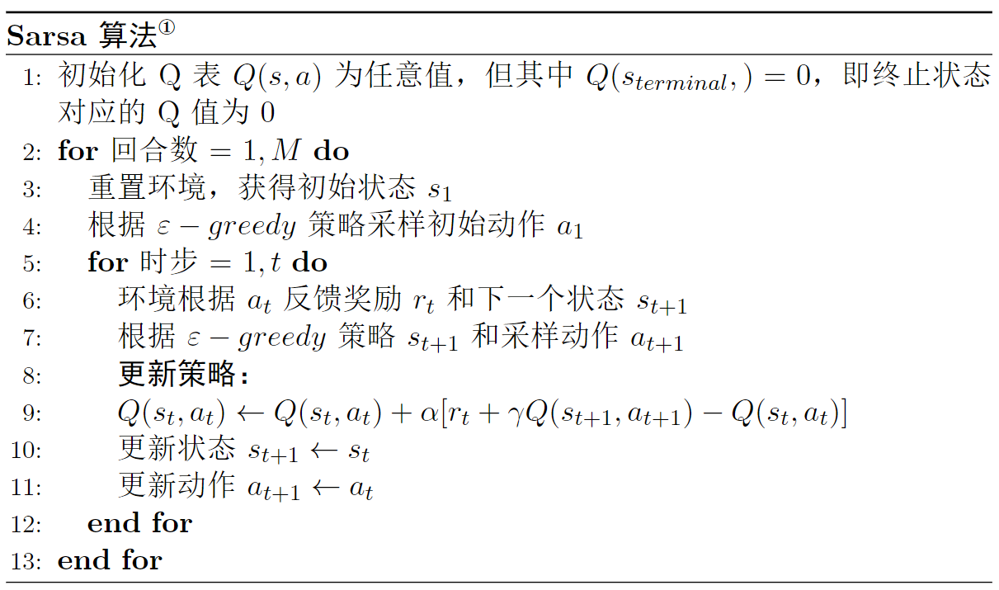 Sarsa 算法①
1: 初始化 Q 表 Q(s, a) 为任意值，但其中 Q(s_{terminal}, ) = 0，即终止状态
对应的 Q 值为 0
2: for 回合数 = 1, M do
3: 重置环境，获得初始状态 s_1
4: 根据 ε − greedy 策略采样初始动作 a_1
5: for 时步 = 1, t do
6: 环境根据 a_t 反馈奖励 r_t 和下一个状态 s_{t+1}
7: 根据 ε − greedy 策略 s_{t+1} 和采样动作 a_{t+1}
8: 更新策略：
9: Q(s_t, a_t) ← Q(s_t, a_t) + α[r_t + γQ(s_{t+1}, a_{t+1}) − Q(s_t, a_t)]
10: 更新状态 s_{t+1} ← s_t
11: 更新动作 a_{t+1} ← a_t
12: end for
13: end for